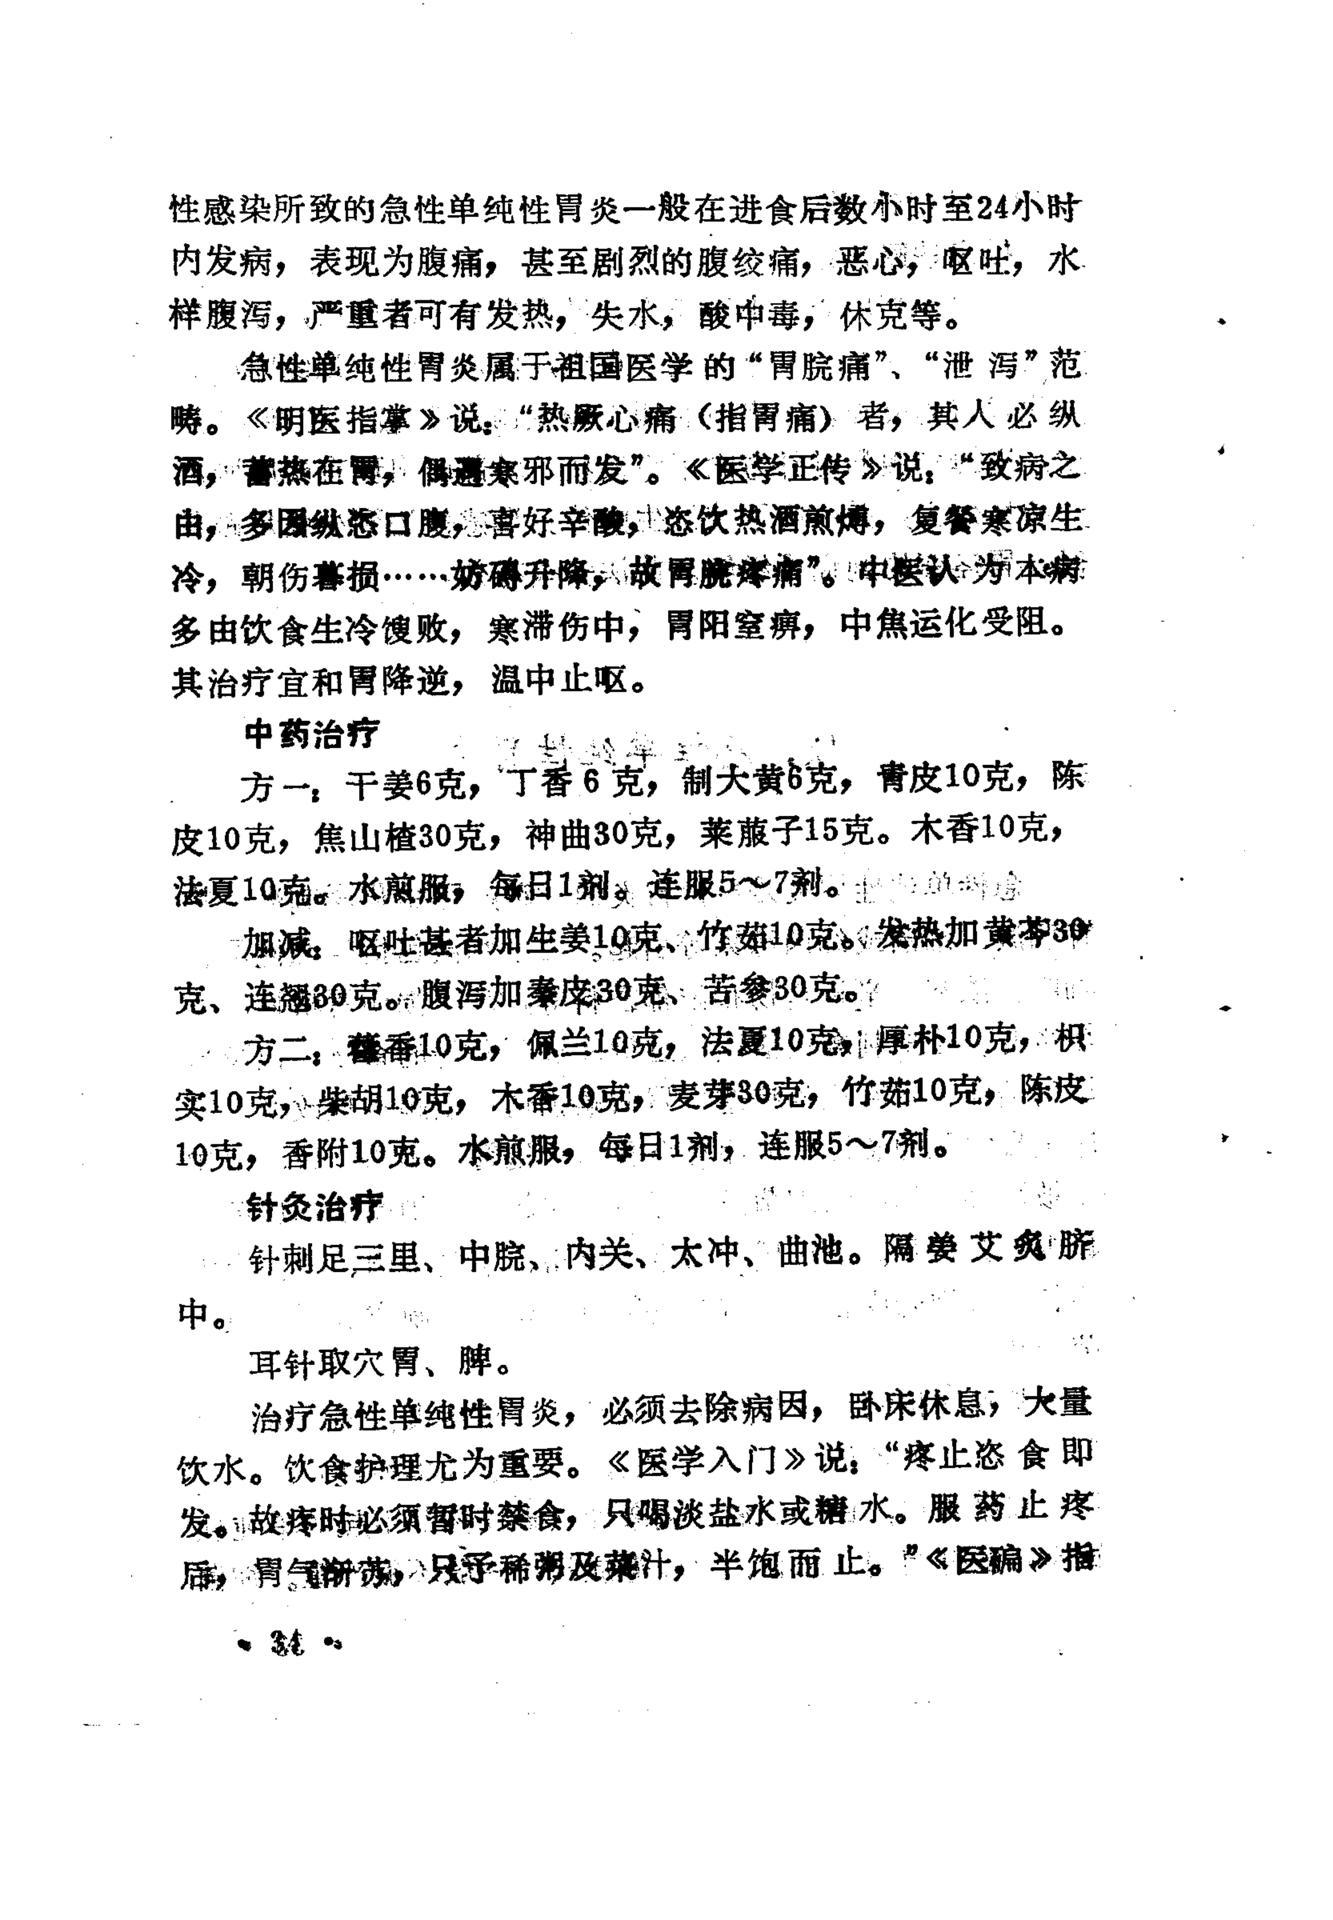 性感染所致的急性单纯性胃炎一般在进食后数小时至24小时
内发病，表现为腹痛，甚至剧烈的腹绞痛，恶心，呕吐，水
样腹泻，严重者可有发热，失水，酸中毒，休克等。
急性单纯性胃炎属于祖国医学的“胃脘痛”、“泄泻”范
畴。《明医指掌》说：“热厥心痛（指胃痛）者，其人必纵
酒，蓄热在胃，偶遇寒邪而发”。《医学正传》说：“致病之
由，多因纵恣口腹，喜好辛酸，恣饮热酒煎煿，复餐寒凉生
冷，朝伤暮损……妨碍升降，故胃脘疼痛”。中医认为本病
多由饮食生冷馊败，寒滞伤中，胃阳窒痹，中焦运化受阻。
其治疗宜和胃降逆，温中止呕。
中药治疗
方一：干姜6克，丁香6克，制大黄6克，青皮10克，陈
皮10克，焦山楂30克，神曲30克，莱菔子15克。木香10克，
法夏10克。水煎服，每日1剂。连服5～7剂。
加减：呕吐甚者加生姜10克、竹茹10克。发热加黄芩30
克、连翘30克。腹泻加秦皮30克、苦参30克。
方二：藿香10克，佩兰10克，法夏10克，厚朴10克，枳
实10克，柴胡10克，木香10克，麦芽30克，竹茹10克，陈皮
10克，香附10克。水煎服，每日1剂，连服5～7剂。
针灸治疗
针刺足三里、中脘、内关、太冲、曲池。隔姜艾灸脐
中。
耳针取穴胃、脾。
治疗急性单纯性胃炎，必须去除病因，卧床休息，大量
饮水。饮食护理尤为重要。《医学入门》说：“疼止恣食即
发。故疼时必须暂时禁食，只喝淡盐水或糖水。服药止疼
后，胃气渐苏，只予稀粥及菜汁，半饱而止。”《医碥》指